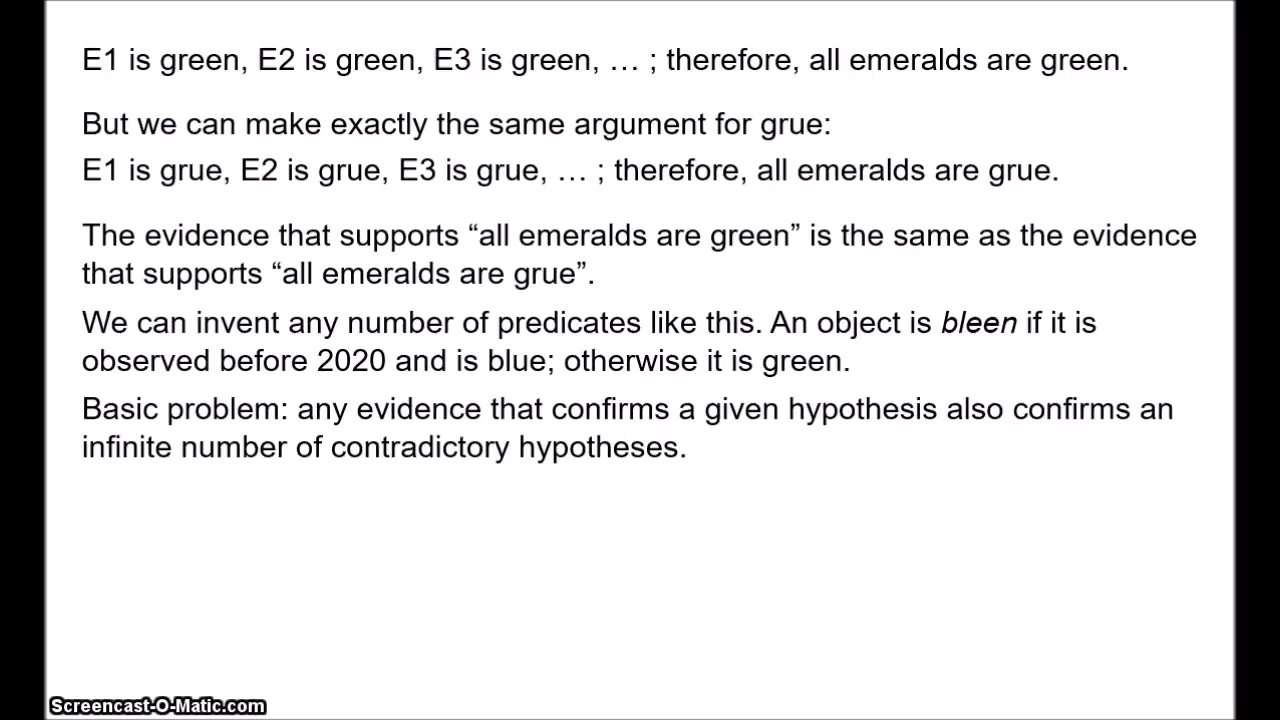 E1 is green, E2 is green, E3 is green, … ; therefore, all emeralds are green.
But we can make exactly the same argument for grue:
E1 is grue, E2 is grue, E3 is grue, … ; therefore, all emeralds are grue.
The evidence that supports “all emeralds are green” is the same as the evidence
that supports “all emeralds are grue”.
We can invent any number of predicates like this. An object is bleen if it is
observed before 2020 and is blue; otherwise it is green.
Basic problem: any evidence that confirms a given hypothesis also confirms an
infinite number of contradictory hypotheses.
Screencast-O-Matic.com